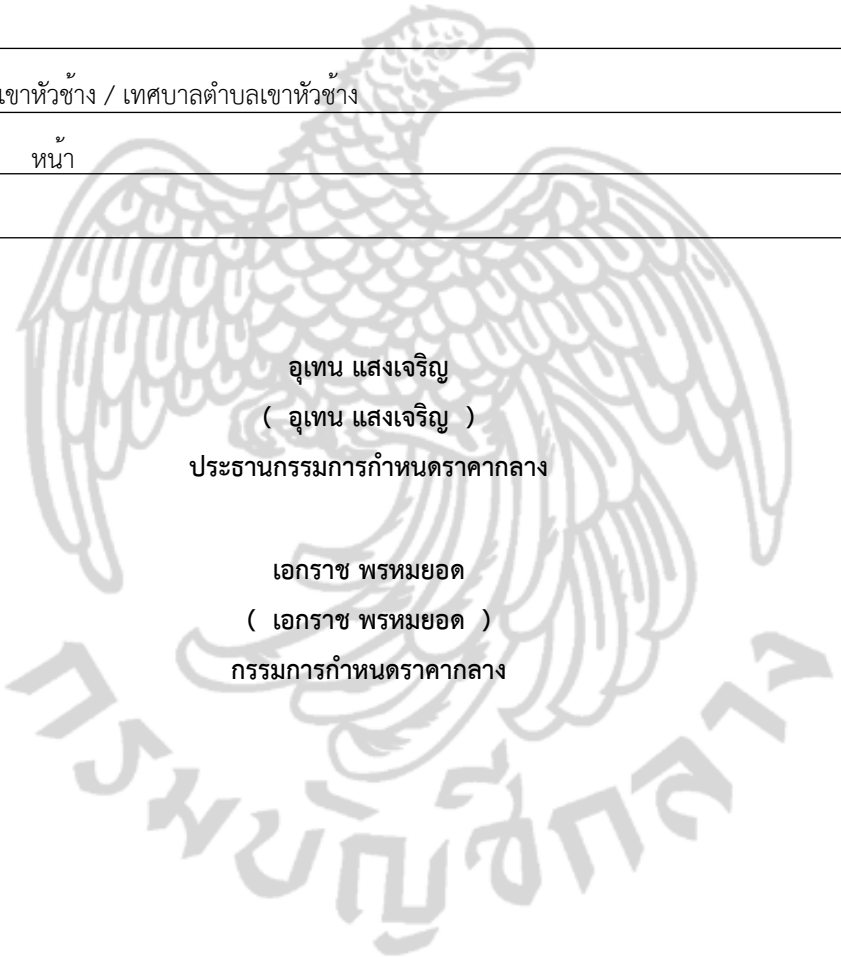 เขาหัวช้าง / เทศบาลตำบลเขาหัวช้าง
หน้า
อุเทน แสงเจริญ
( อุเทน แสงเจริญ )
ประธานกรรมการกำหนดราคากลาง
เอกราช พรหมยอด
( เอกราช พรหมยอด )
กรรมการกำหนดราคากลาง
กรมบัญชีกลาง